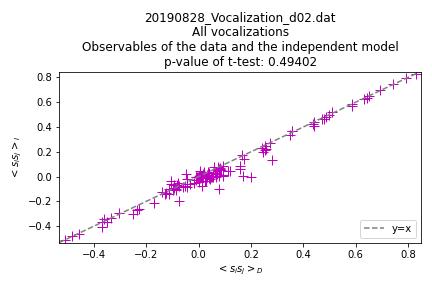 20190828_Vocalization_d02.dat
All vocalizations
Observables of the data and the independent model
p-value of t-test: 0.49402
< s_i s_j >_I
0.8
0.6
0.4
0.2
0.0
−0.2
−0.4
y=x
−0.4 −0.2 0.0 0.2 0.4 0.6 0.8
< s_i s_j >_D